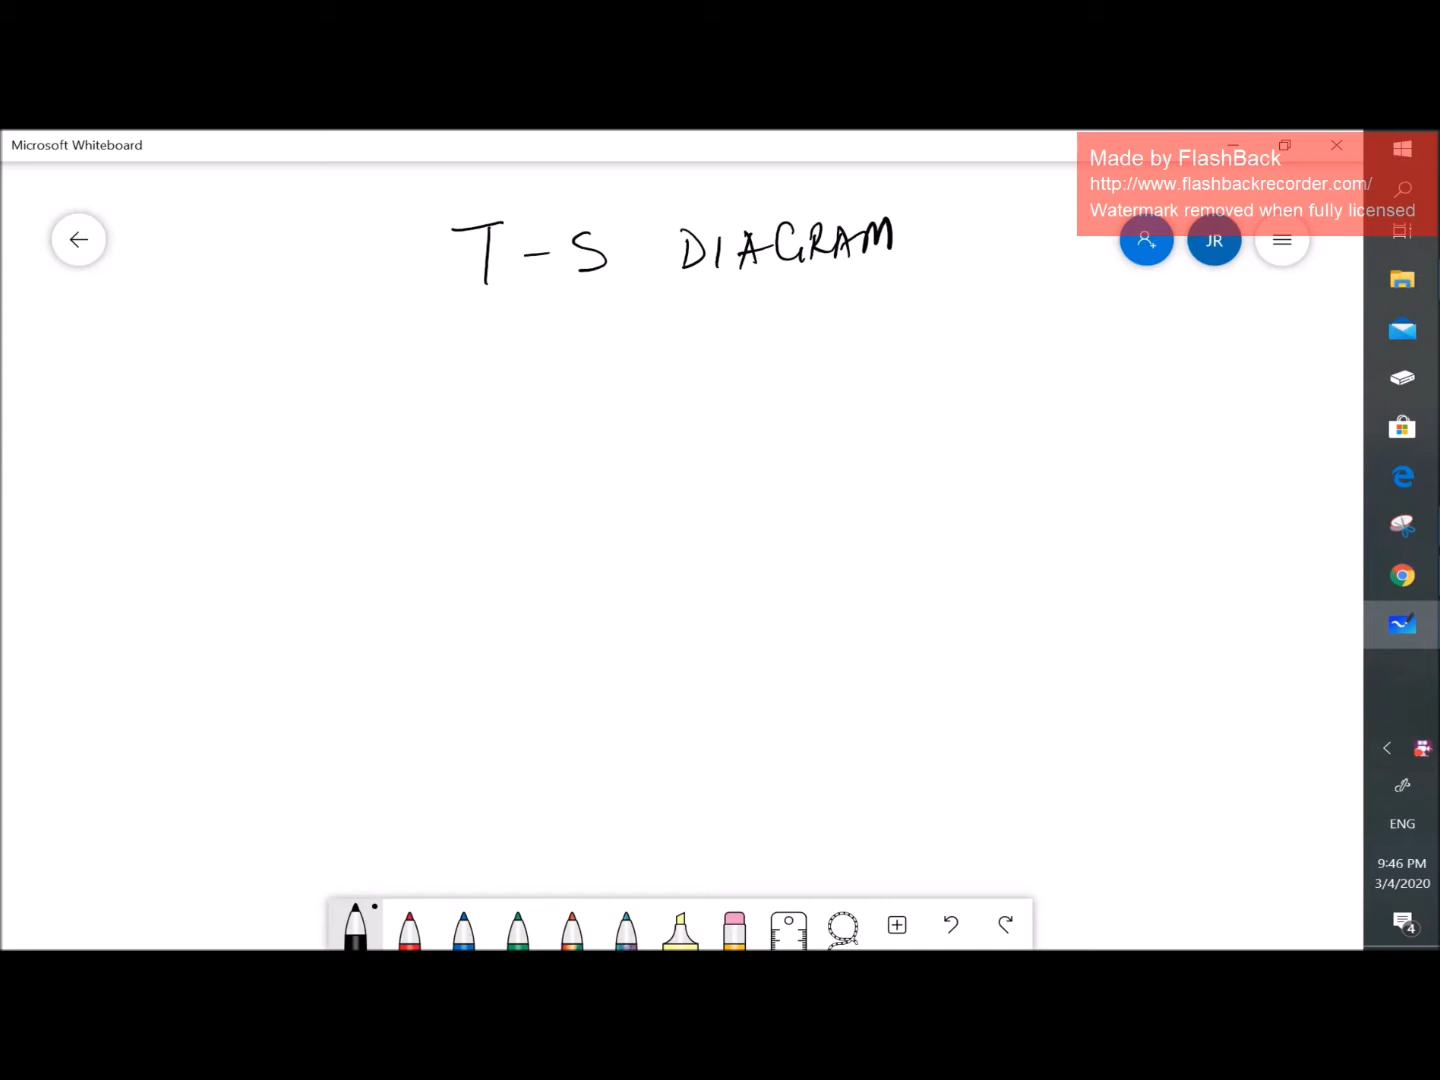 Microsoft Whiteboard
Made by FlashBack
http://www.flashbackrecorder.com/
Watermark removed when fully licensed
T-S DIAGRAM
JR
ENG
9:46 PM
3/4/2020
4